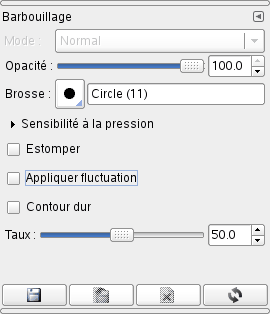 Barbouillage
Mode : Normal
Opacité : 100.0
Brosse : Circle (11)
Sensibilité à la pression
Estomper
Appliquer fluctuation
Contour dur
Taux : 50.0